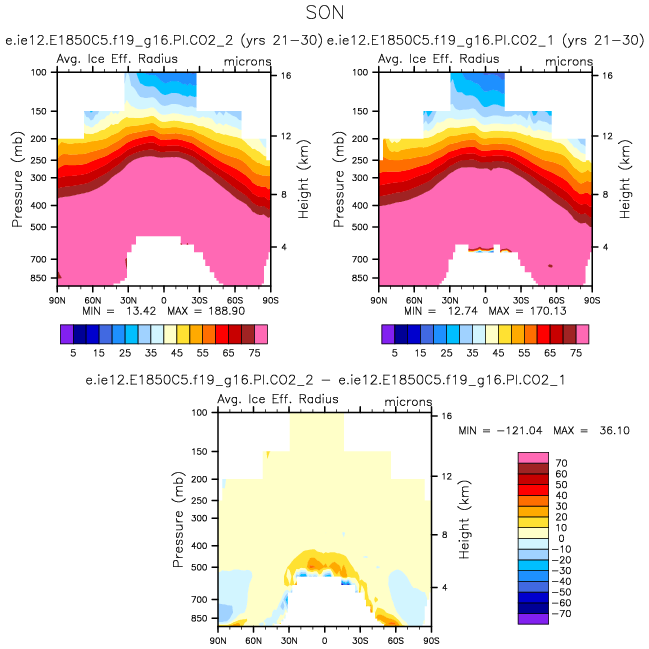 SON
e.ie12.E1850C5.f19_g16.PI.CO2_2 (yrs 21−30)
e.ie12.E1850C5.f19_g16.PI.CO2_1 (yrs 21−30)
Avg. Ice Eff. Radius microns
Avg. Ice Eff. Radius microns
Pressure (mb)
100
150
200
250
300
400
500
700
850
16
12
8
4
Height (km)
90N 60N 30N 0 30S 60S 90S
MIN = 13.42 MAX = 188.90
5 15 25 35 45 55 65 75
Pressure (mb)
100
150
200
250
300
400
500
700
850
16
12
8
4
Height (km)
90N 60N 30N 0 30S 60S 90S
MIN = 12.74 MAX = 170.13
5 15 25 35 45 55 65 75
e.ie12.E1850C5.f19_g16.PI.CO2_2 − e.ie12.E1850C5.f19_g16.PI.CO2_1
Avg. Ice Eff. Radius microns
Pressure (mb)
100
150
200
250
300
400
500
700
850
16
12
8
4
Height (km)
90N 60N 30N 0 30S 60S 90S
MIN = −121.04 MAX = 36.10
70
60
50
40
30
20
10
0
−10
−20
−30
−40
−50
−60
−70